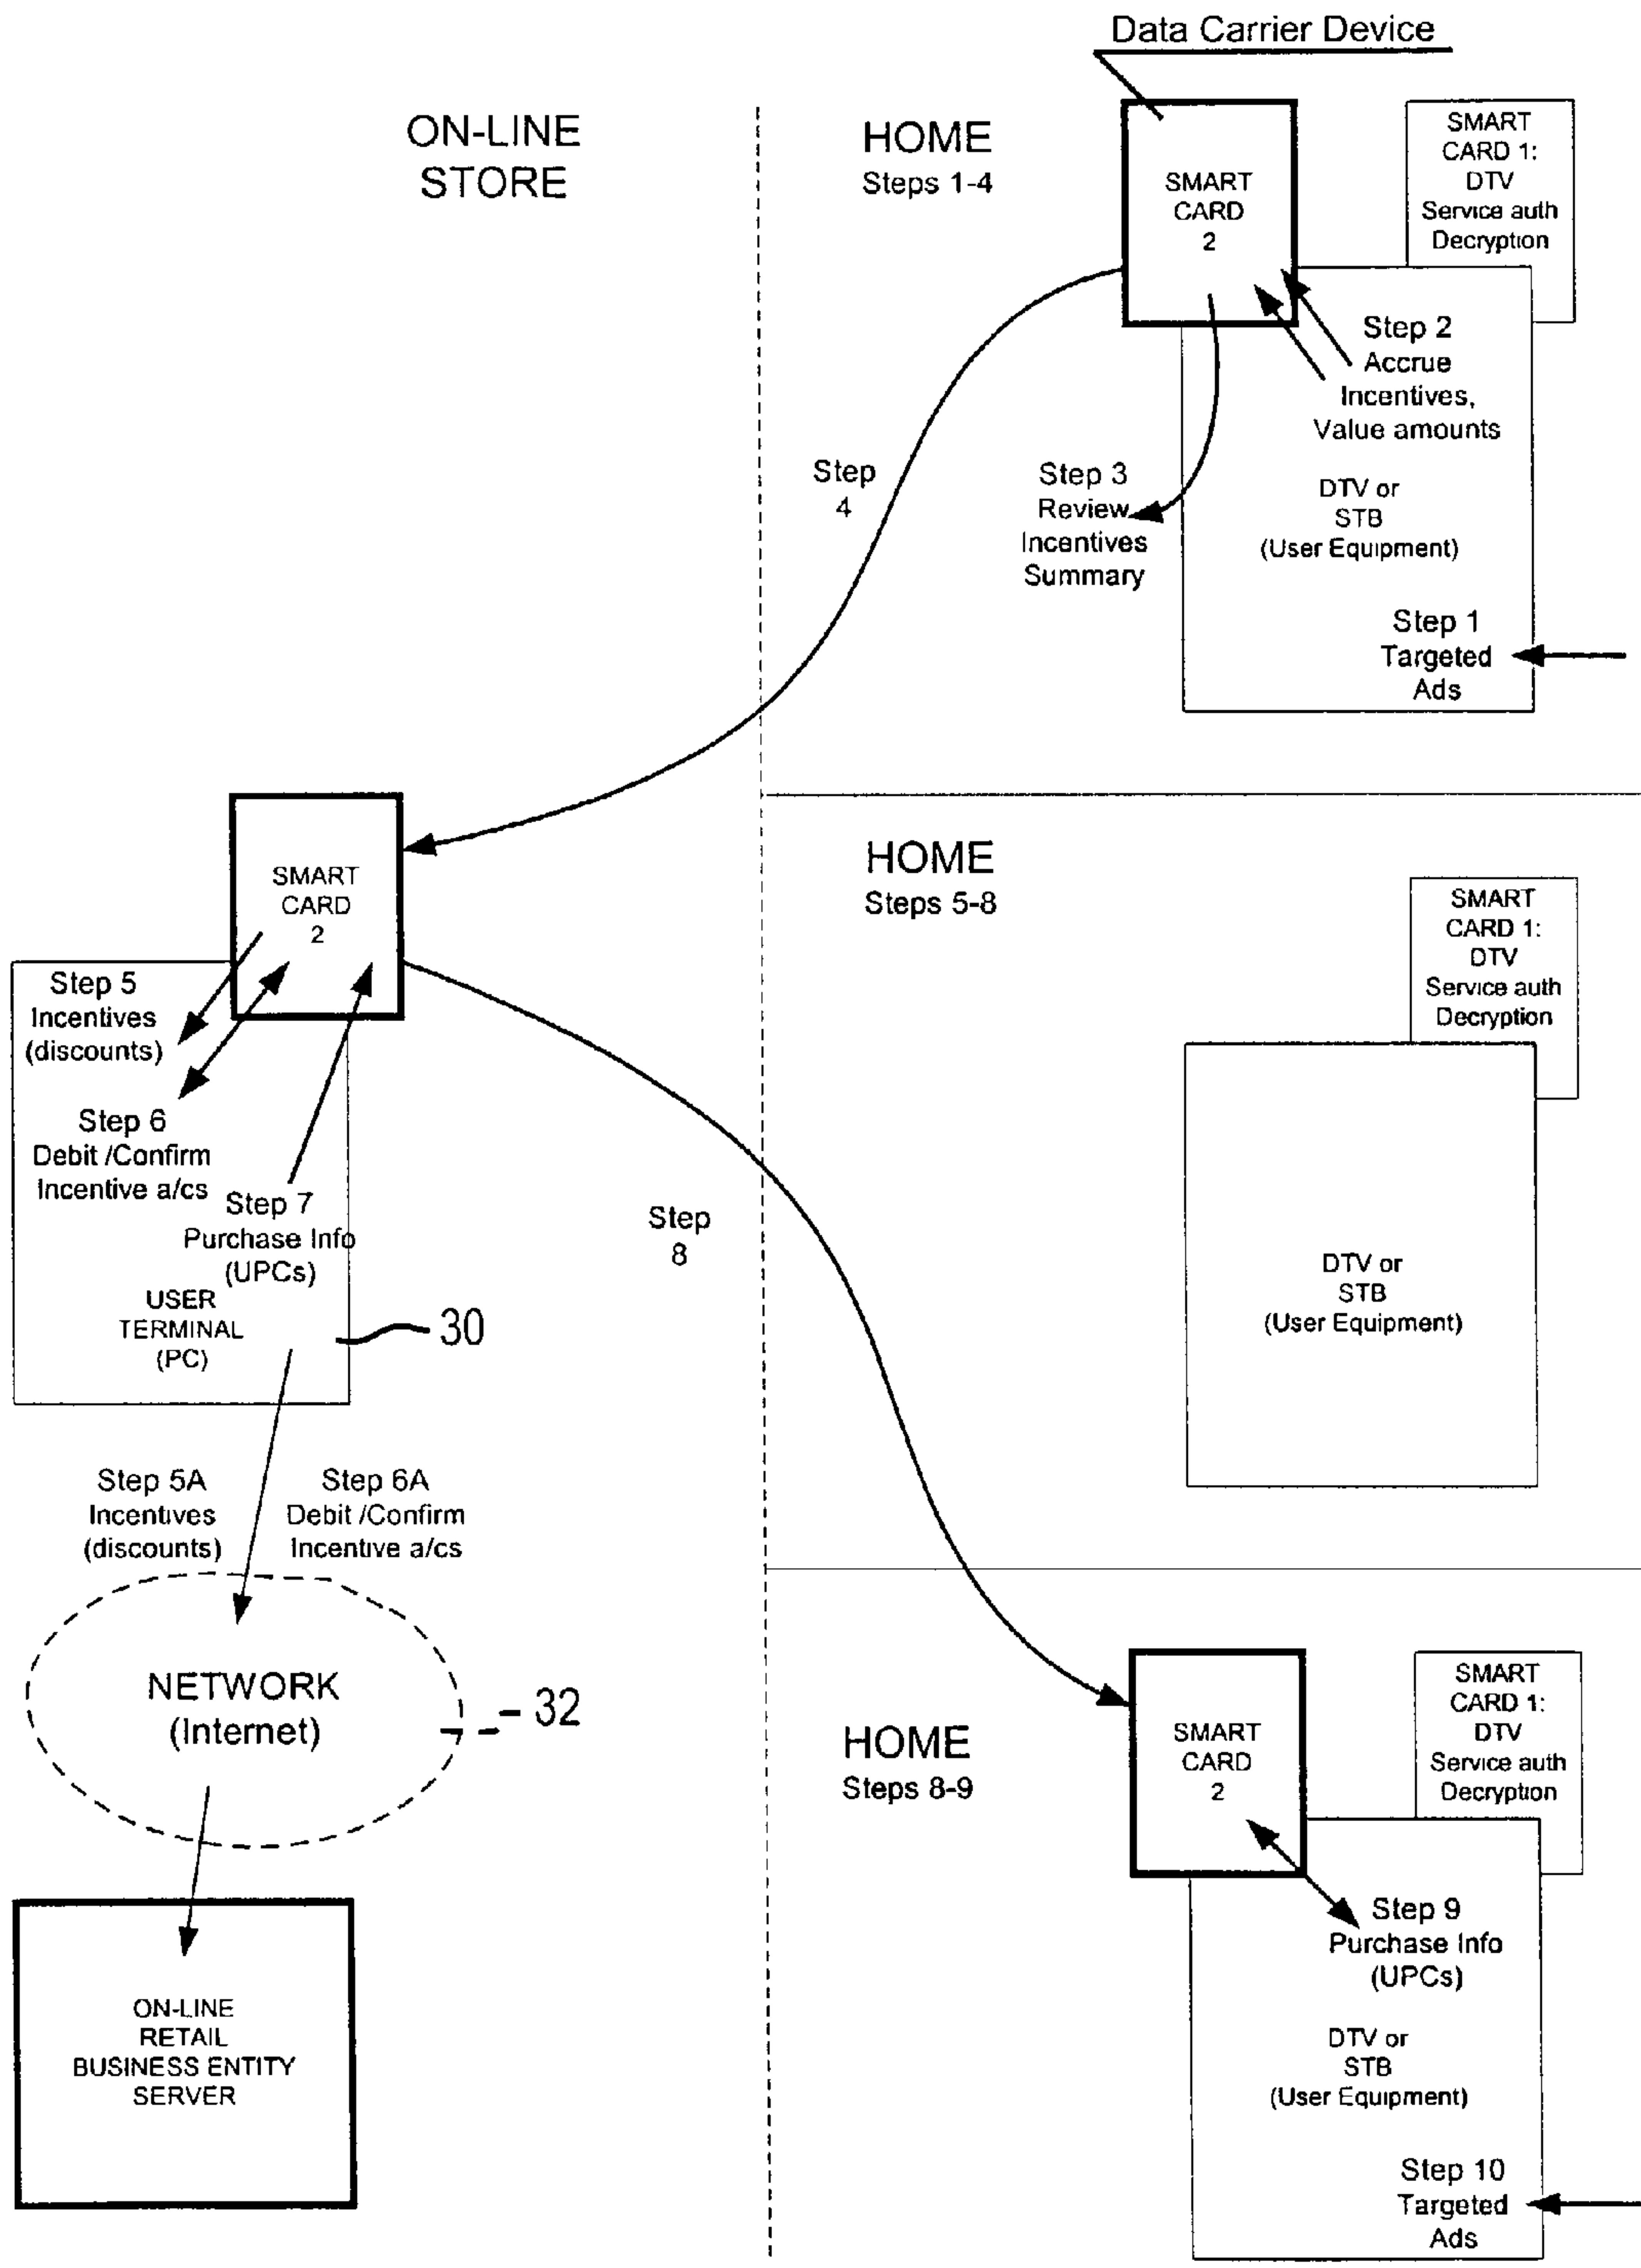 Data Carrier Device
ON-LINE
STORE
HOME
Steps 1-4
SMART
CARD
2
SMART
CARD 1:
DTV
Service auth
Decryption
Step 2
Accrue
Incentives,
Value amounts
Step
4
Step 3
Review
Incentives
Summary
DTV or
STB
(User Equipment)
Step 1
Targeted
Ads
SMART
CARD
2
Step 5
Incentives
(discounts)
Step 6
Debit /Confirm
Incentive a/cs
Step 7
Purchase Info
(UPCs)
USER
TERMINAL
(PC)
30
HOME
Steps 5-8
SMART
CARD 1:
DTV
Service auth
Decryption
Step
8
DTV or
STB
(User Equipment)
Step 5A
Incentives
(discounts)
Step 6A
Debit /Confirm
Incentive a/cs
NETWORK
(Internet)
32
ON-LINE
RETAIL
BUSINESS ENTITY
SERVER
HOME
Steps 8-9
SMART
CARD
2
SMART
CARD 1:
DTV
Service auth
Decryption
Step 9
Purchase Info
(UPCs)
DTV or
STB
(User Equipment)
Step 10
Targeted
Ads